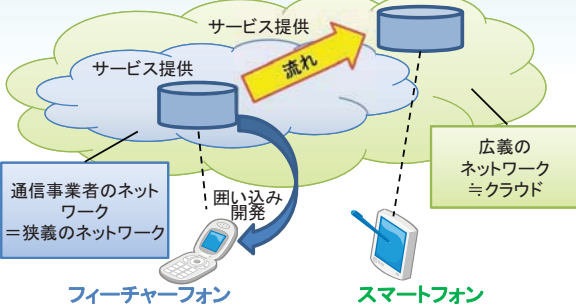 サービス提供
サービス提供
流れ
広義の
ネットワーク
≒クラウド
通信事業者のネット
ワーク
＝狭義のネットワーク
囲い込み
開発
フィーチャーフォン
スマートフォン